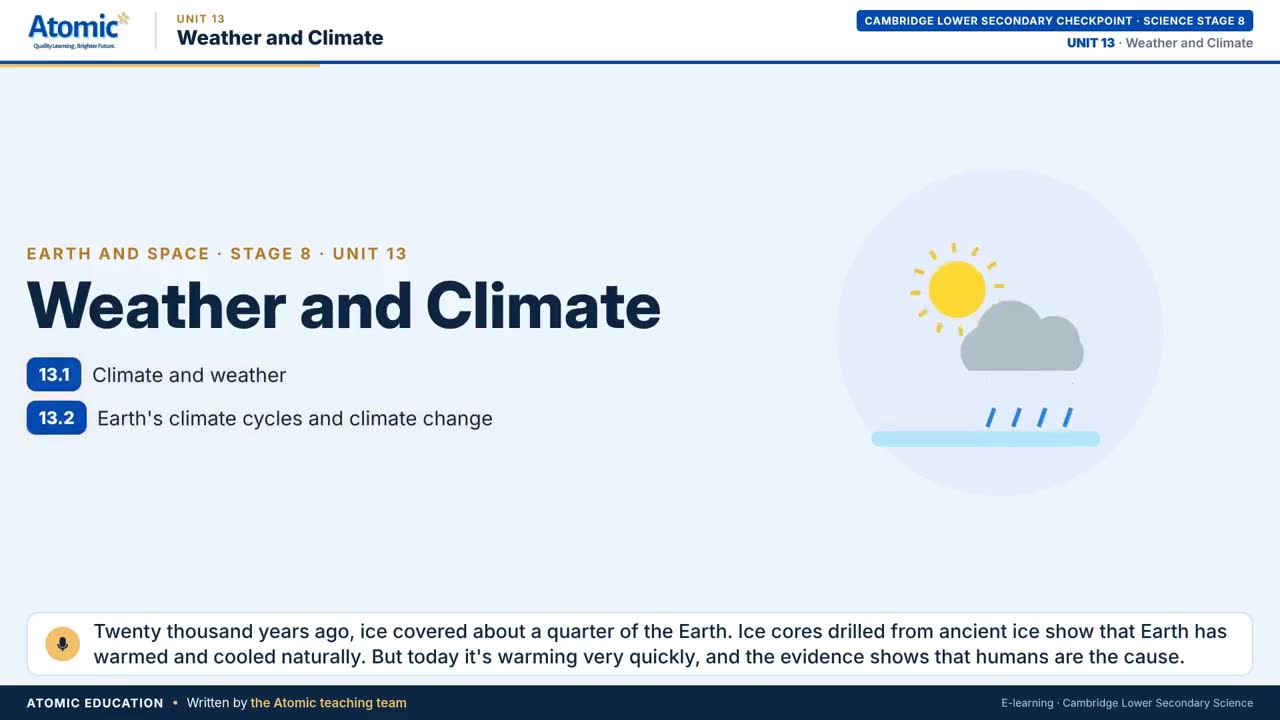 Atomic
Quality Learning, Brighter Future.
UNIT 13
Weather and Climate
CAMBRIDGE LOWER SECONDARY CHECKPOINT · SCIENCE STAGE 8
UNIT 13 · Weather and Climate
EARTH AND SPACE · STAGE 8 · UNIT 13
Weather and Climate
13.1 Climate and weather
13.2 Earth's climate cycles and climate change
Twenty thousand years ago, ice covered about a quarter of the Earth. Ice cores drilled from ancient ice show that Earth has
warmed and cooled naturally. But today it's warming very quickly, and the evidence shows that humans are the cause.
ATOMIC EDUCATION • Written by the Atomic teaching team
E-learning · Cambridge Lower Secondary Science